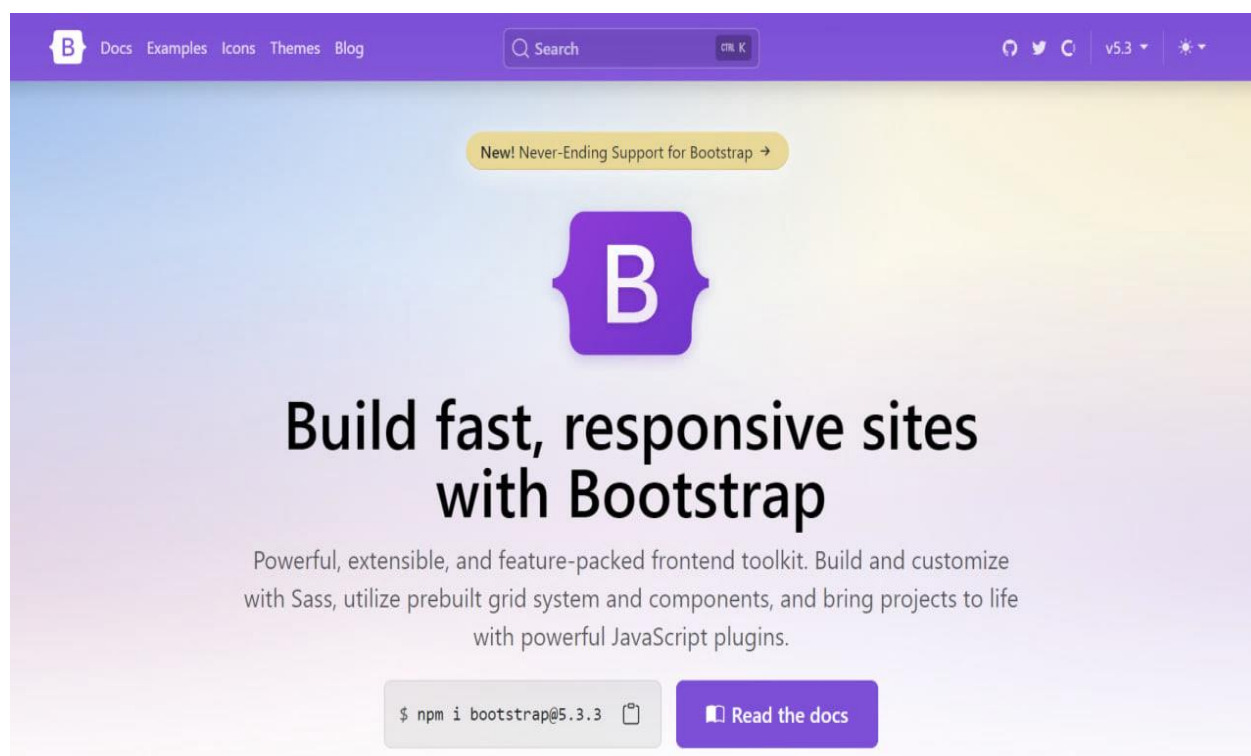 B Docs Examples Icons Themes Blog Search CTRL K v5.3
New! Never-Ending Support for Bootstrap →
B
Build fast, responsive sites
with Bootstrap
Powerful, extensible, and feature-packed frontend toolkit. Build and customize
with Sass, utilize prebuilt grid system and components, and bring projects to life
with powerful JavaScript plugins.
$ npm i bootstrap@5.3.3 Read the docs